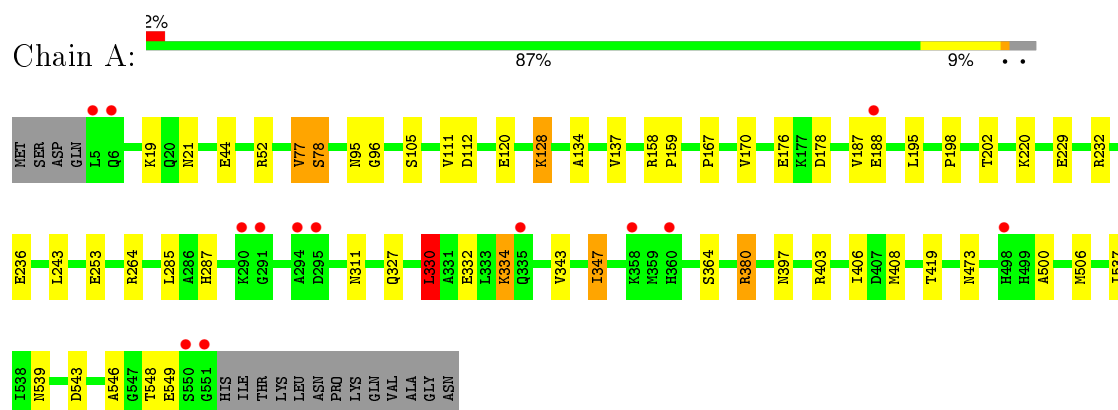 2%
Chain A:
87%
9%
MET SER ASP GLN L5 Q6 K19 Q20 N21 E44 R52 V77 S78 N95 G96 S105 V111 D112 E120 K128 A134 V137 R158 P159 P167 V170 E176 K177 D178 V187 E188 L195 P198 T202 K220 E229 R232
E236 L243 E253 R264 L285 A286 H287 K290 G291 A294 D295 N311 Q327 L330 A331 E332 L333 K334 Q335 V343 I347 K358 M359 H360 S364 R380 N397 R403 I406 D407 M408 T419 N473 H498 H499 A500 M506 I537
I538 N539 D543 A546 G547 T548 E549 S550 G551 HIS ILE THR LYS LEU ASN PRO LYS GLN VAL ALA GLY ASN